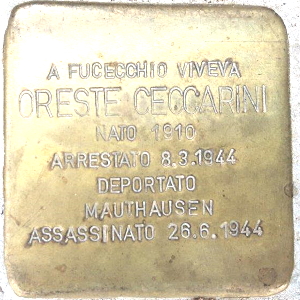 A FUCECCHIO VIVEVA
ORESTE CECCARINI
NATO 1910
ARRESTATO 8.3.1944
DEPORTATO
MAUTHAUSEN
ASSASSINATO 26.6.1944